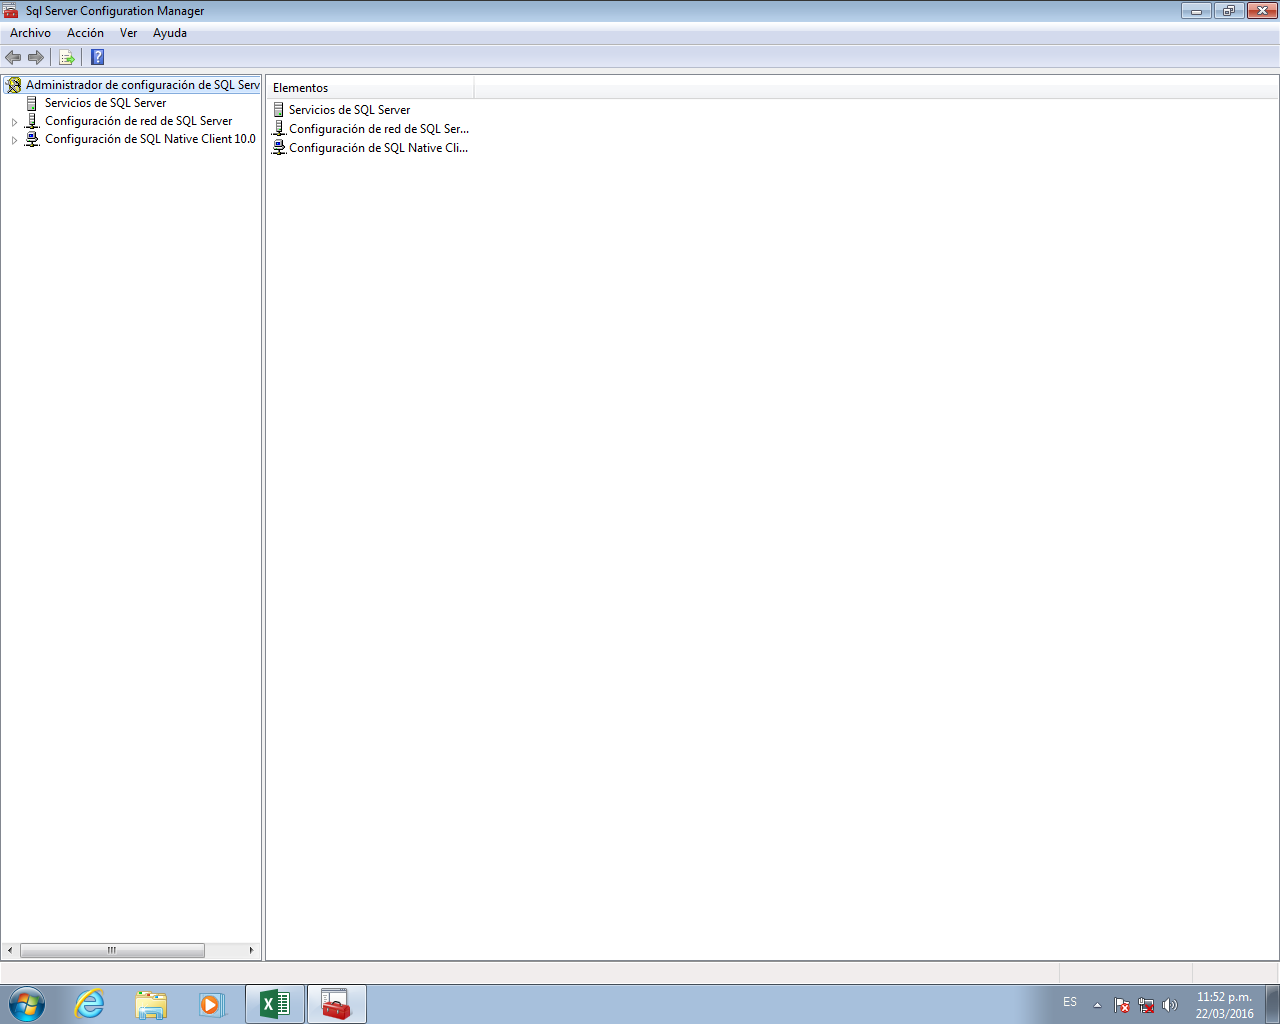 Sql Server Configuration Manager
Archivo Acción Ver Ayuda
Administrador de configuración de SQL Serv
Servicios de SQL Server
Configuración de red de SQL Server
Configuración de SQL Native Client 10.0
Elementos
Servicios de SQL Server
Configuración de red de SQL Ser...
Configuración de SQL Native Cli...
ES
11:52 p.m.
22/03/2016